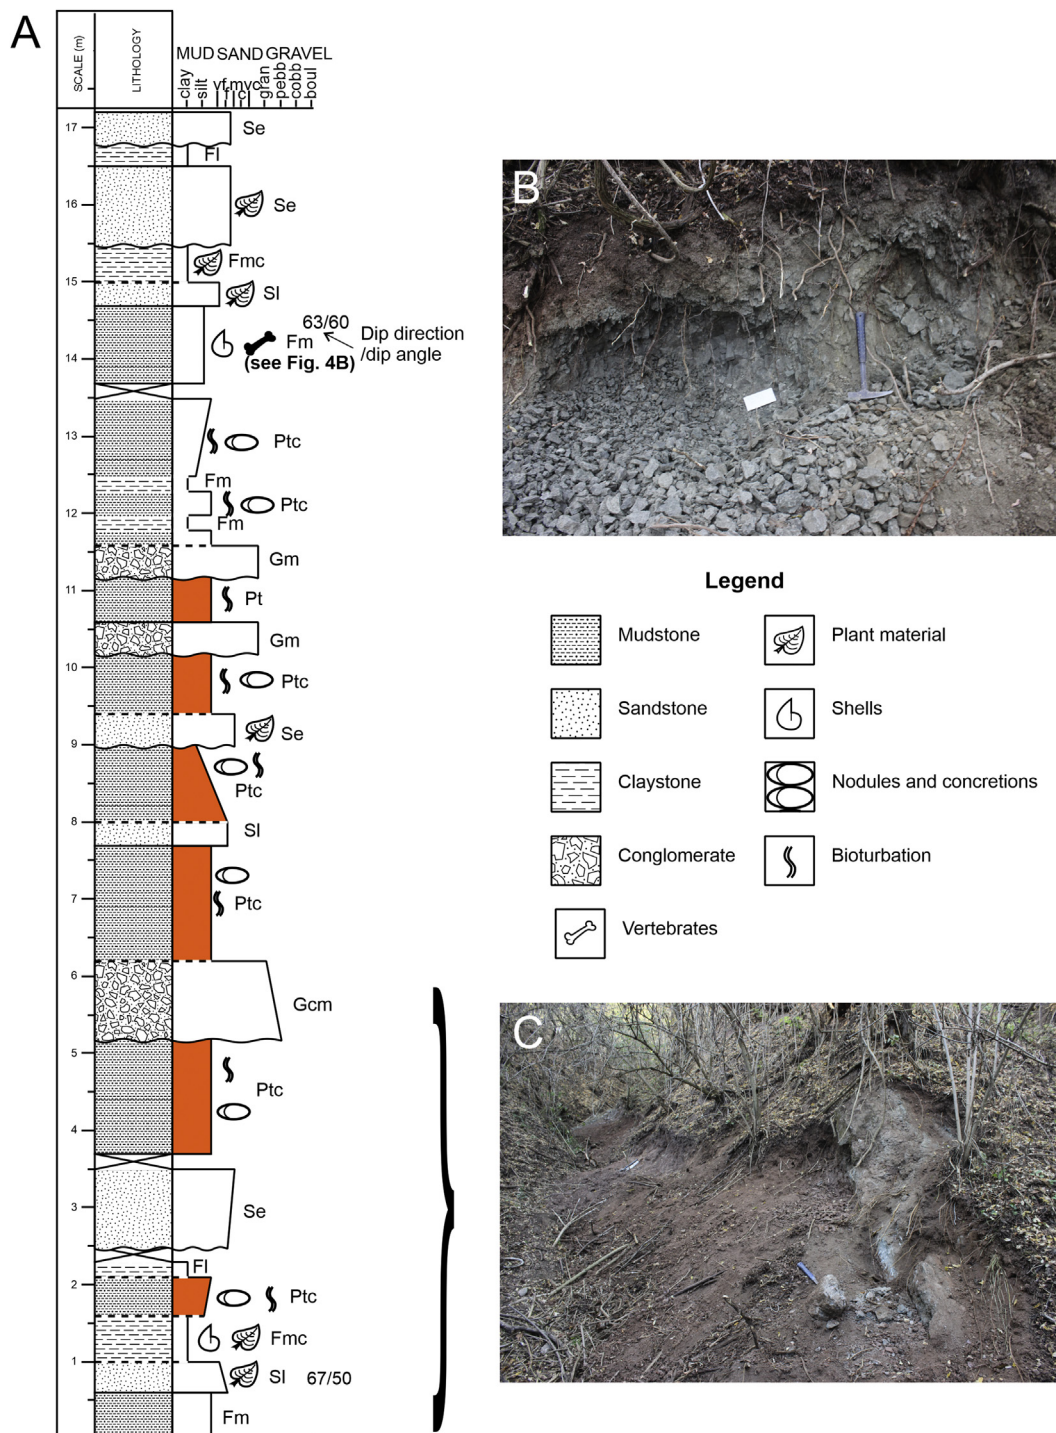 A
SCALE (m)
LITHOLOGY
MUD SAND GRAVEL
clay
silt
vf
f
m
c
vc
gran
pebb
cobb
boul
17
Se
Fl
16
Se
Fmc
15
Sl
63/60
Dip direction
/dip angle
Fm
(see Fig. 4B)
14
13
Ptc
Fm
Ptc
12
Fm
Gm
11
Pt
Gm
10
Ptc
Se
9
Ptc
8
Sl
7
Ptc
6
Gcm
5
Ptc
4
3
Se
Fl
2
Ptc
Fmc
1
Sl 67/50
Fm
B
Legend
Mudstone
Plant material
Sandstone
Shells
Claystone
Nodules and concretions
Conglomerate
Bioturbation
Vertebrates
C